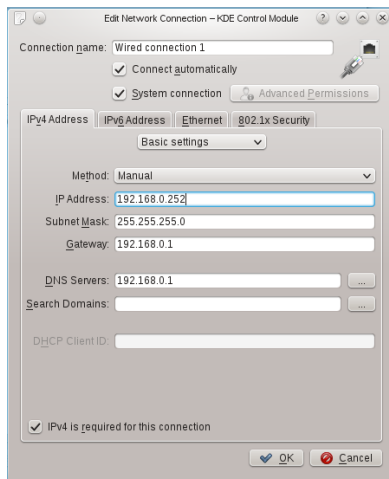 Edit Network Connection – KDE Control Module
Connection name: Wired connection 1
Connect automatically
System connection Advanced Permissions
IPv4 Address IPv6 Address Ethernet 802.1x Security
Basic settings
Method: Manual
IP Address: 192.168.0.252
Subnet Mask: 255.255.255.0
Gateway: 192.168.0.1
DNS Servers: 192.168.0.1 ...
Search Domains: ...
DHCP Client ID:
IPv4 is required for this connection
OK Cancel